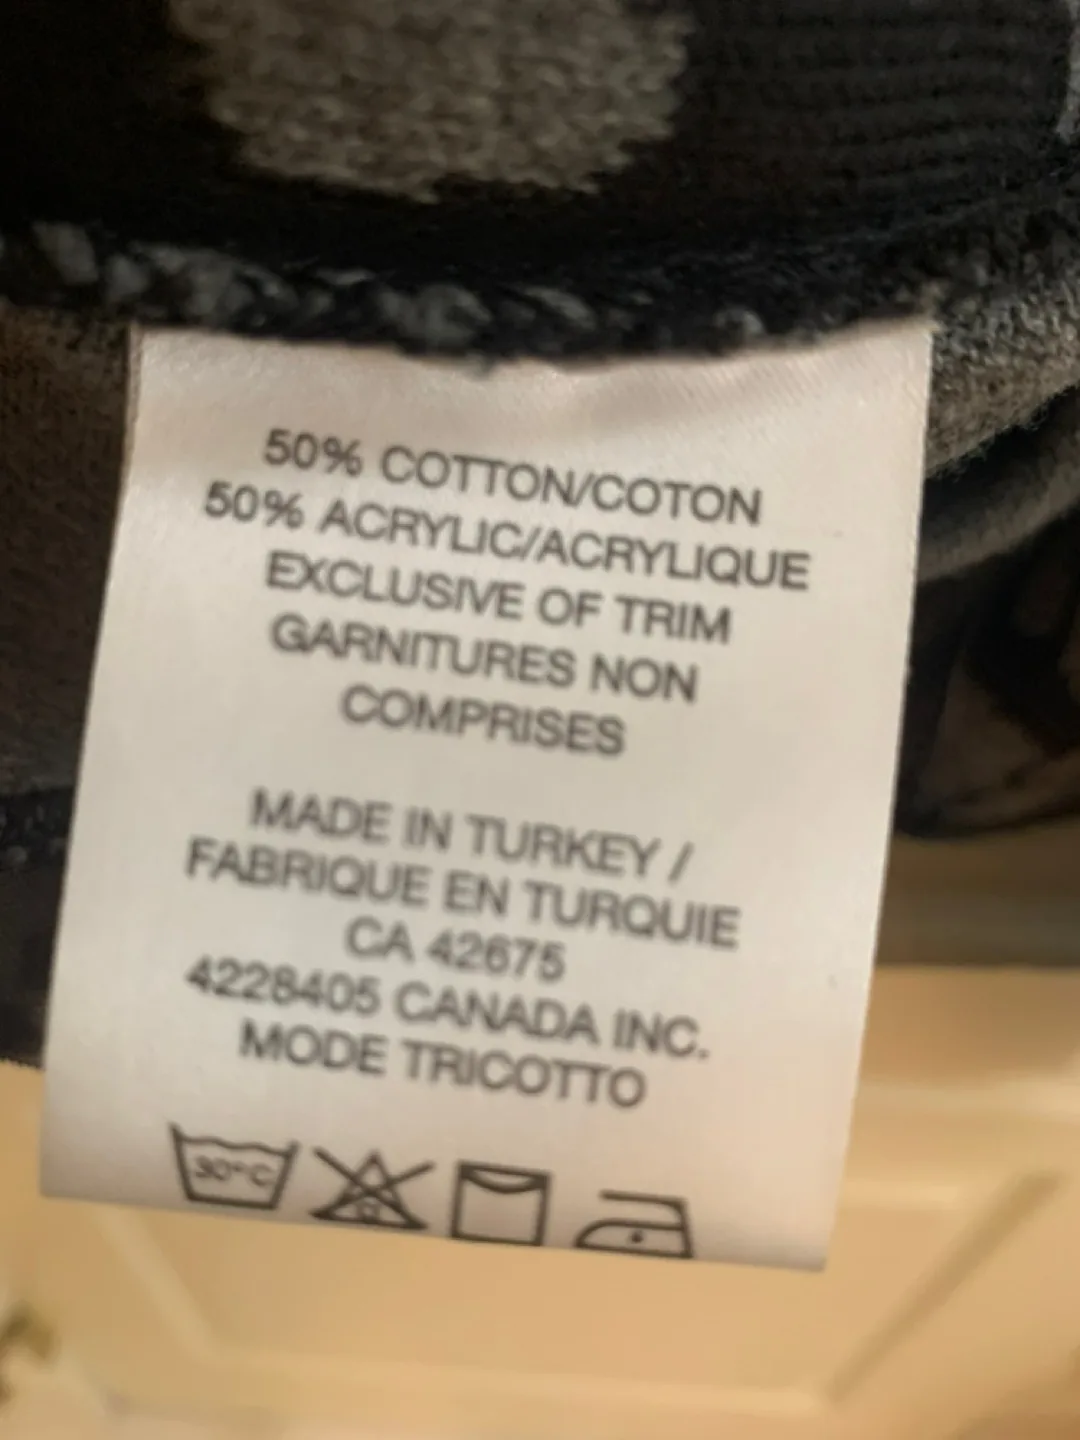 50% COTTON/COTON
50% ACRYLIC/ACRYLIQUE
EXCLUSIVE OF TRIM
GARNITURES NON
COMPRISES
MADE IN TURKEY /
FABRIQUE EN TURQUIE
CA 42675
4228405 CANADA INC.
MODE TRICOTTO
30°C